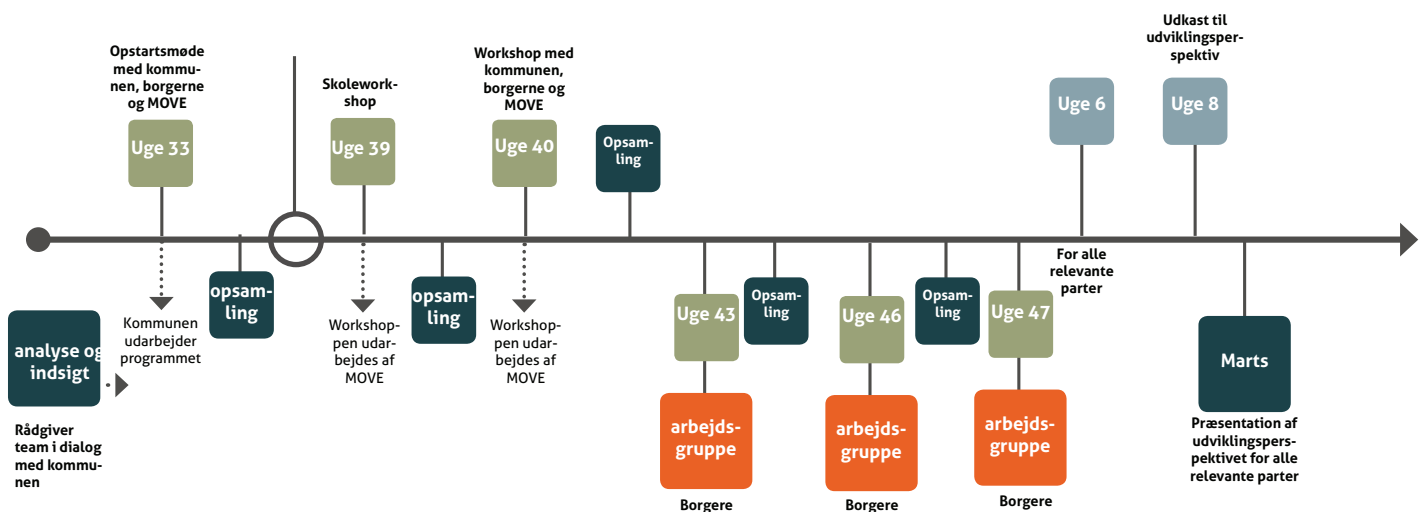 Opstartsmøde
med kommu-
nen, borgerne
og MOVE
Uge 33
Kommunen
udarbejder
programmet
analyse og
indsigt
Rådgiver
team i dialog
med kommu-
nen
opsam-
ling
Skolework-
shop
Uge 39
Workshop-
pen udar-
bejdes af
MOVE
opsam-
ling
Workshop med
kommunen,
borgerne og
MOVE
Uge 40
Workshop-
pen udar-
bejdes af
MOVE
Opsam-
ling
Uge 43
arbejds-
gruppe
Borgere
Opsam-
ling
Uge 46
arbejds-
gruppe
Borgere
Opsam-
ling
Uge 47
arbejds-
gruppe
Borgere
Uge 6
For alle
relevante
parter
Udkast til
udviklingsper-
spektiv
Uge 8
Marts
Præsentation af
udviklingspers-
pektivet for alle
relevante parter